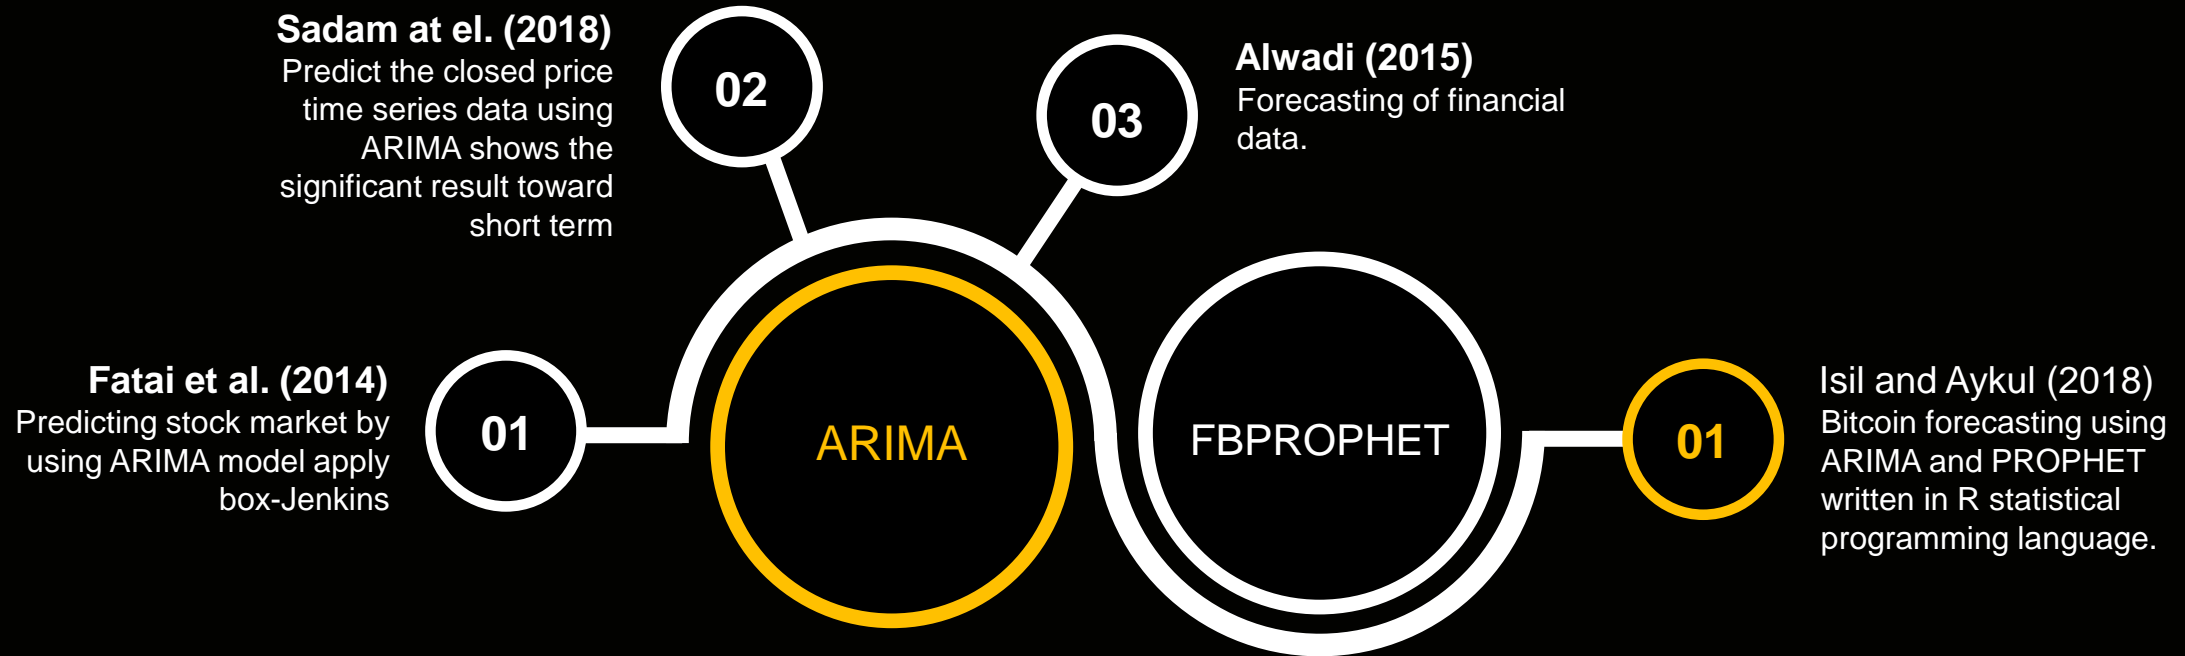 Sadam at el. (2018)
Predict the closed price
time series data using
ARIMA shows the
significant result toward
short term
02
03
Alwadi (2015)
Forecasting of financial
data.
Fatai et al. (2014)
Predicting stock market by
using ARIMA model apply
box-Jenkins
01
ARIMA
FBPROPHET
01
Isil and Aykul (2018)
Bitcoin forecasting using
ARIMA and PROPHET
written in R statistical
programming language.